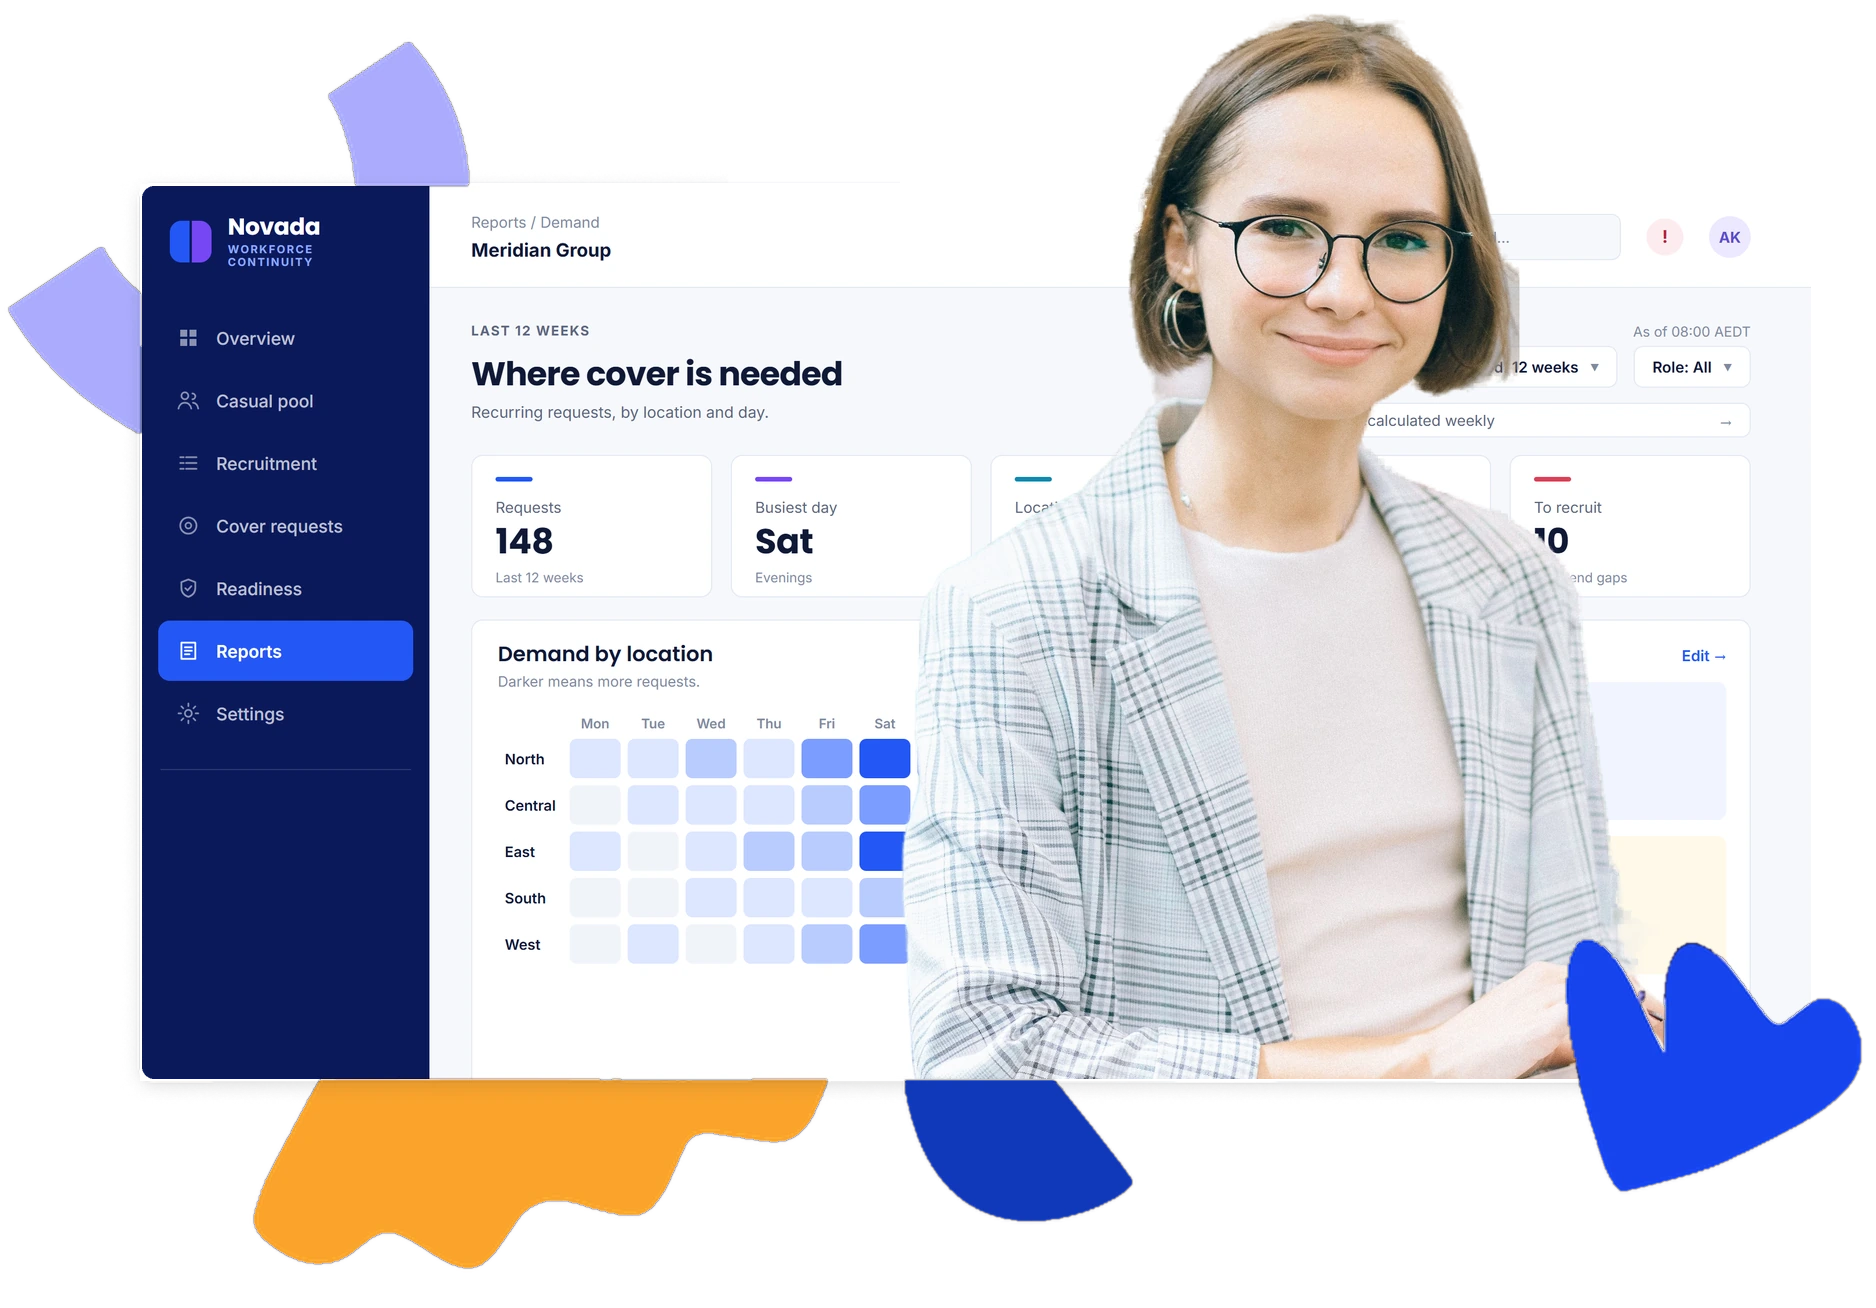 Novada
WORKFORCE
CONTINUITY
Overview
Casual pool
Recruitment
Cover requests
Readiness
Reports
Settings
Reports / Demand
Meridian Group
!
AK
LAST 12 WEEKS
Where cover is needed
Recurring requests, by location and day.
As of 08:00 AEDT
12 weeks ▼
Role: All ▼
calculated weekly →
Requests
148
Last 12 weeks
Busiest day
Sat
Evenings
To recruit
10
gaps
Demand by location
Darker means more requests.
Edit →
Mon Tue Wed Thu Fri Sat
North
Central
East
South
West